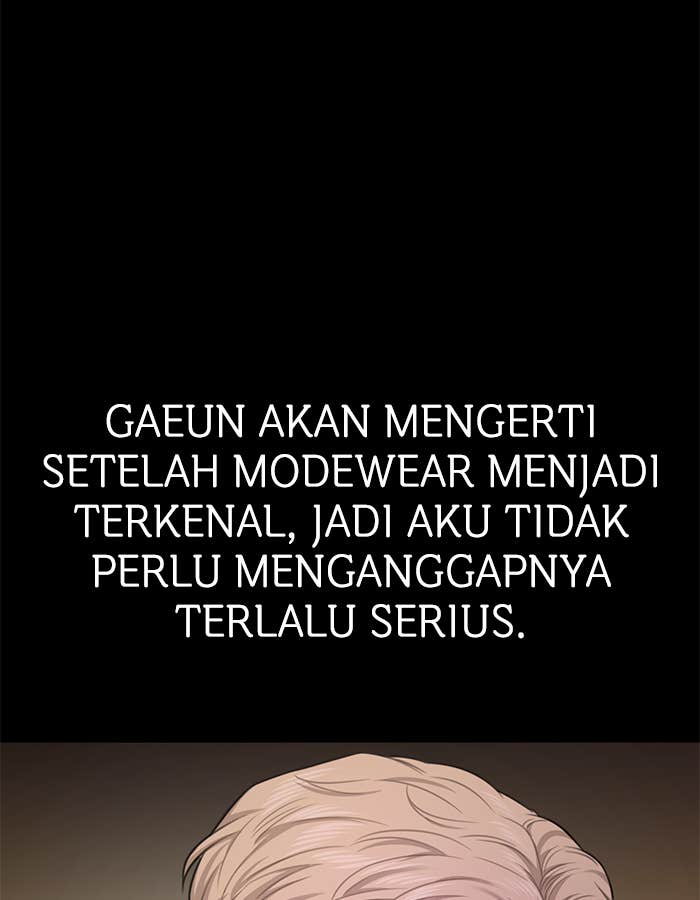 GAEUN AKAN MENGERTI
SETELAH MODEWEAR MENJADI
TERKENAL, JADI AKU TIDAK
PERLU MENGANGGAPNYA
TERLALU SERIUS.